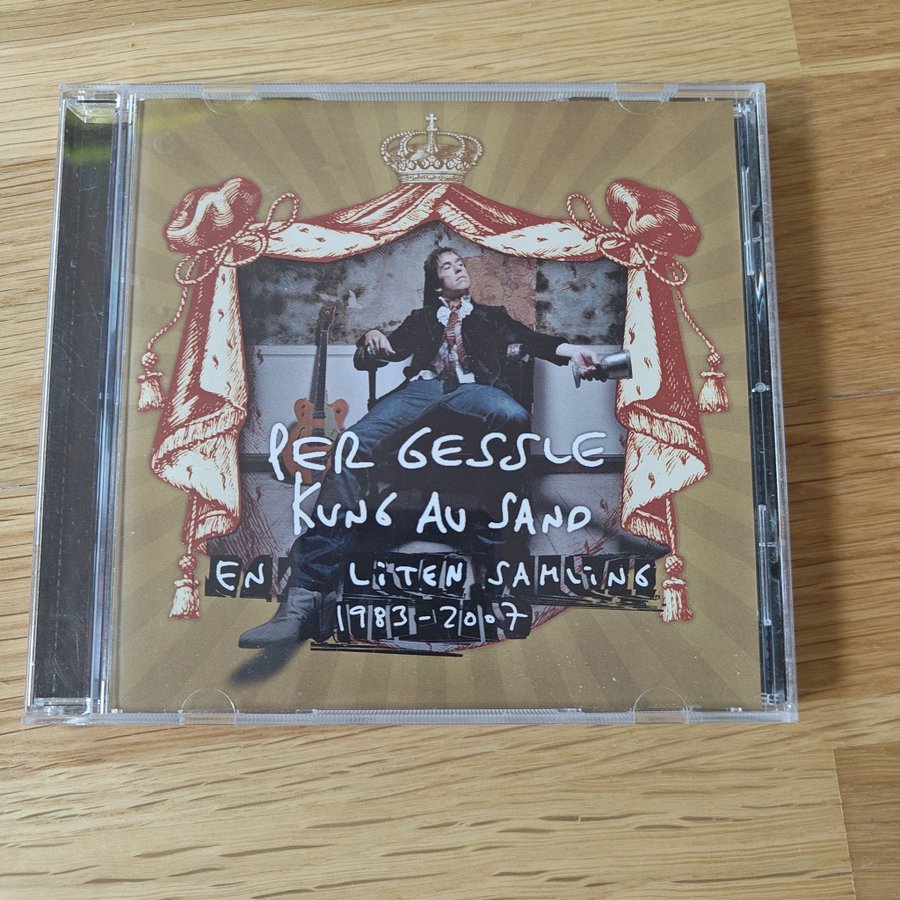 PER GESSLE
KUNG AV SAND
EN LITEN SAMLING
1983-2007